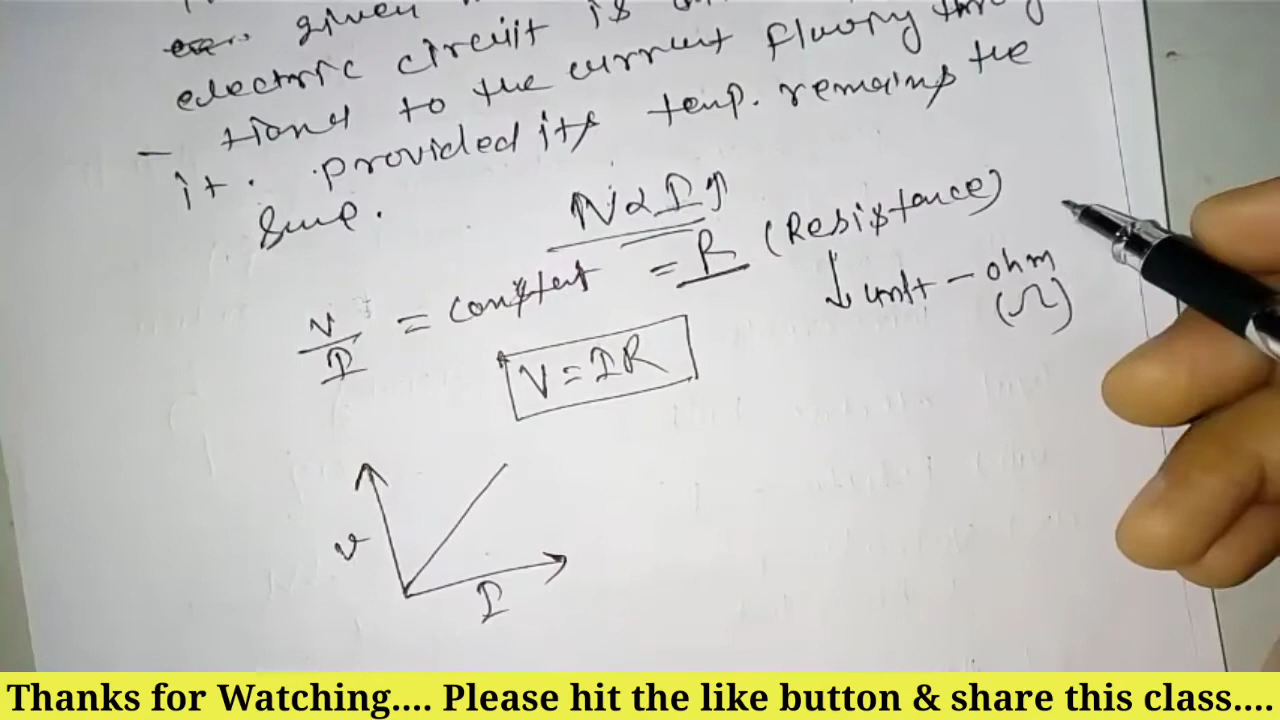 given
electric circuit is
- tional to the current flowing through
it. provided its temp. remains the
same.
↑V ∝ I↑
V/I = constant = R (Resistance)
↓ unit - ohm
(Ω)
V = IR
V
I
Thanks for Watching.... Please hit the like button & share this class....